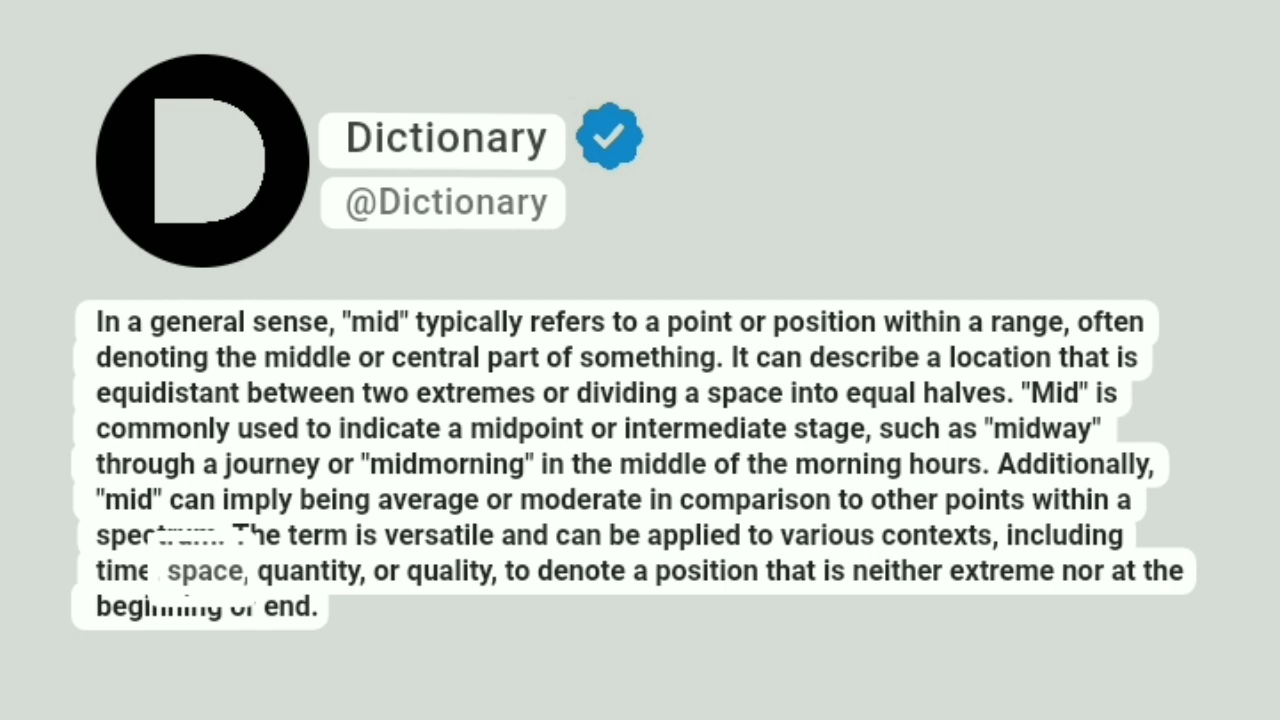 D
Dictionary
@Dictionary
In a general sense, "mid" typically refers to a point or position within a range, often
denoting the middle or central part of something. It can describe a location that is
equidistant between two extremes or dividing a space into equal halves. "Mid" is
commonly used to indicate a midpoint or intermediate stage, such as "midway"
through a journey or "midmorning" in the middle of the morning hours. Additionally,
"mid" can imply being average or moderate in comparison to other points within a
spectrum. The term is versatile and can be applied to various contexts, including
time space, quantity, or quality, to denote a position that is neither extreme nor at the
beginning or end.